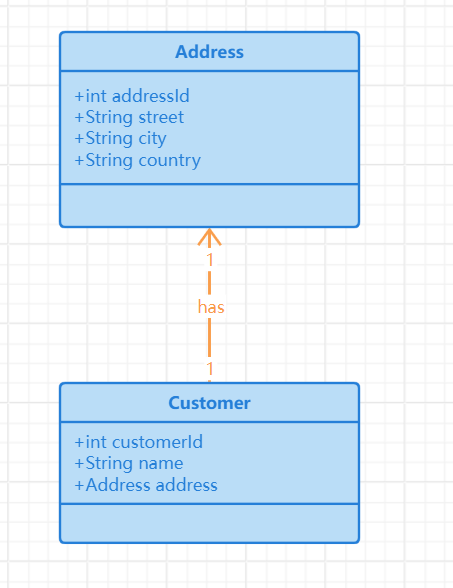 Address
+int addressId
+String street
+String city
+String country
1
has
1
Customer
+int customerId
+String name
+Address address